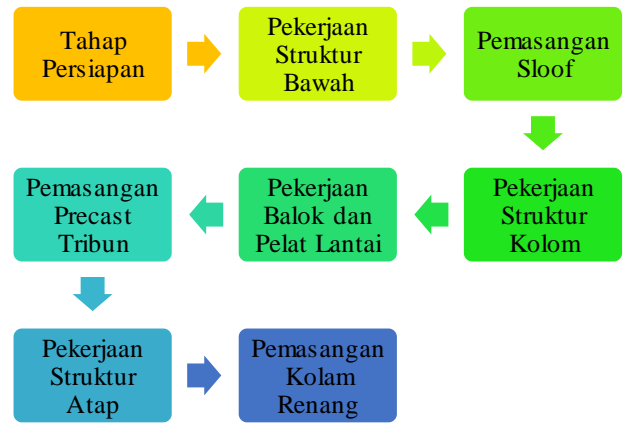 Tahap
Persiapan
Pekerjaan
Struktur
Bawah
Pemasangan
Sloof
Pekerjaan
Struktur
Kolom
Pekerjaan
Balok dan
Pelat Lantai
Pemasangan
Precast
Tribun
Pekerjaan
Struktur
Atap
Pemasangan
Kolam
Renang